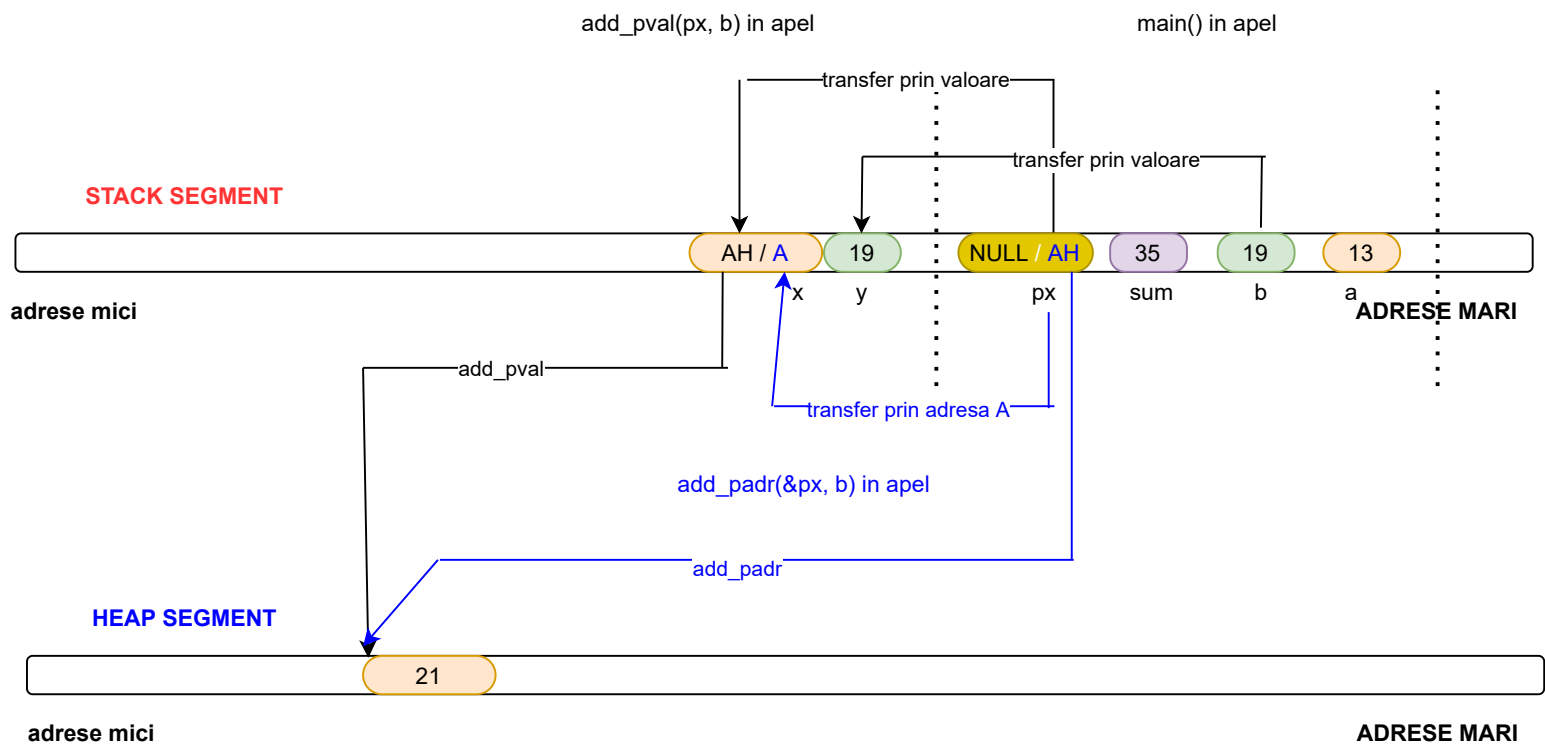 add_pval(px, b) in apel
main() in apel
transfer prin valoare
transfer prin valoare
STACK SEGMENT
AH / A
19
NULL / AH
35
19
13
x
y
px
sum
b
a
adrese mici
ADRESE MARI
add_pval
transfer prin adresa A
add_padr(&px, b) in apel
add_padr
HEAP SEGMENT
21
adrese mici
ADRESE MARI